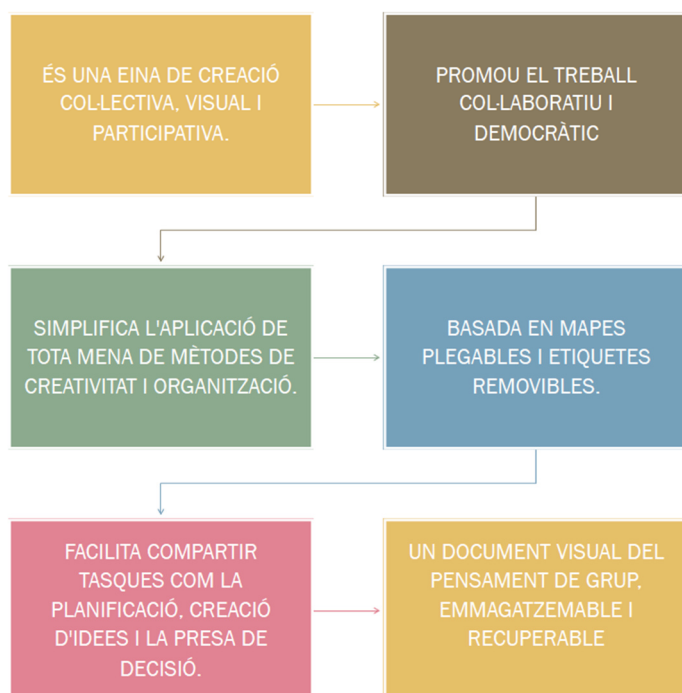 ÉS UNA EINA DE CREACIÓ
COL·LECTIVA, VISUAL I
PARTICIPATIVA.
PROMOU EL TREBALL
COL·LABORATIU I
DEMOCRÀTIC
SIMPLIFICA L'APLICACIÓ DE
TOTA MENA DE MÈTODES DE
CREATIVITAT I ORGANITZACIÓ.
BASADA EN MAPES
PLEGABLES I ETIQUETES
REMOVIBLES.
FACILITA COMPARTIR
TASQUES COM LA
PLANIFICACIÓ, CREACIÓ
D'IDEES I LA PRESA DE
DECISIÓ.
UN DOCUMENT VISUAL DEL
PENSAMENT DE GRUP,
EMMAGATZEMABLE I
RECUPERABLE